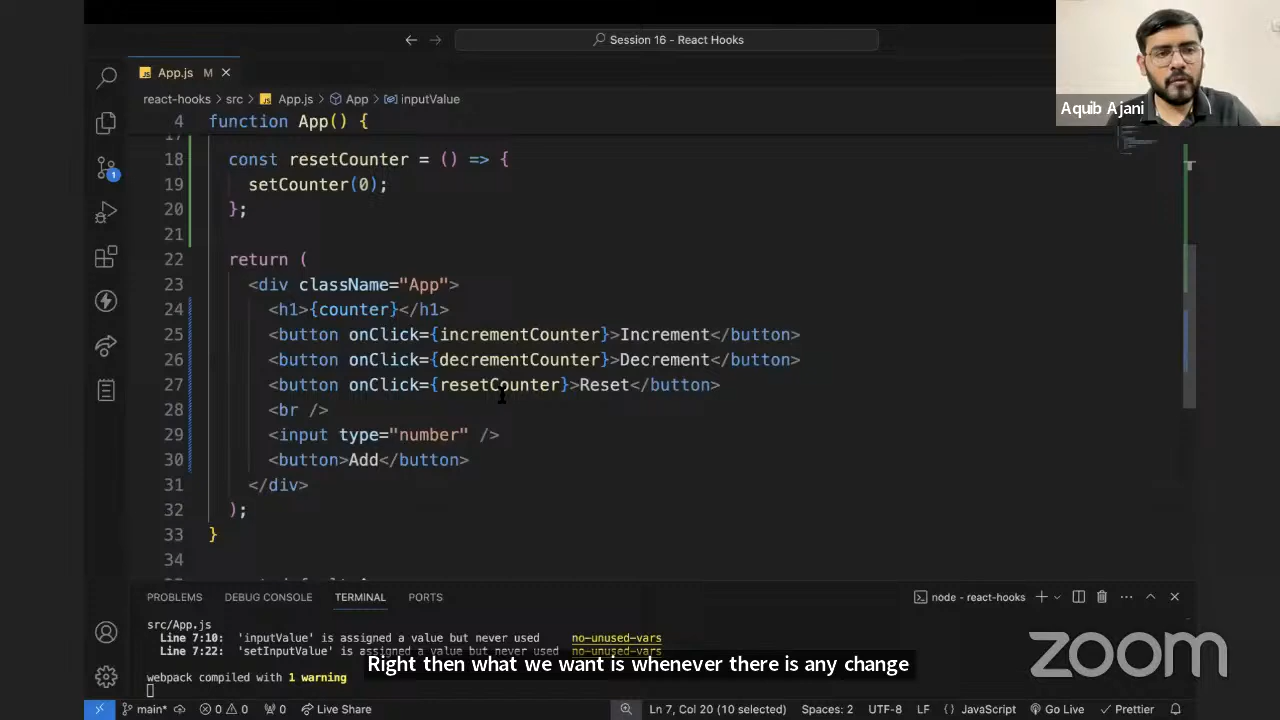 Session 16 - React Hooks
Aquib Ajani
App.js M
react-hooks > src > App.js > App > inputValue
4 function App() {
17
18 const resetCounter = () => {
19 setCounter(0);
20 };
21
22 return (
23 <div className="App">
24 <h1>{counter}</h1>
25 <button onClick={incrementCounter}>Increment</button>
26 <button onClick={decrementCounter}>Decrement</button>
27 <button onClick={resetCounter}>Reset</button>
28 <br />
29 <input type="number" />
30 <button>Add</button>
31 </div>
32 );
33 }
34
PROBLEMS DEBUG CONSOLE TERMINAL PORTS
node - react-hooks
src/App.js
Line 7:10: 'inputValue' is assigned a value but never used no-unused-vars
Line 7:22: 'setInputValue' is assigned a value but never used no-unused-vars
webpack compiled with 1 warning
Right then what we want is whenever there is any change
zoom
main* 0 0 0 Live Share Ln 7, Col 20 (10 selected) Spaces: 2 UTF-8 LF {} JavaScript Go Live Prettier